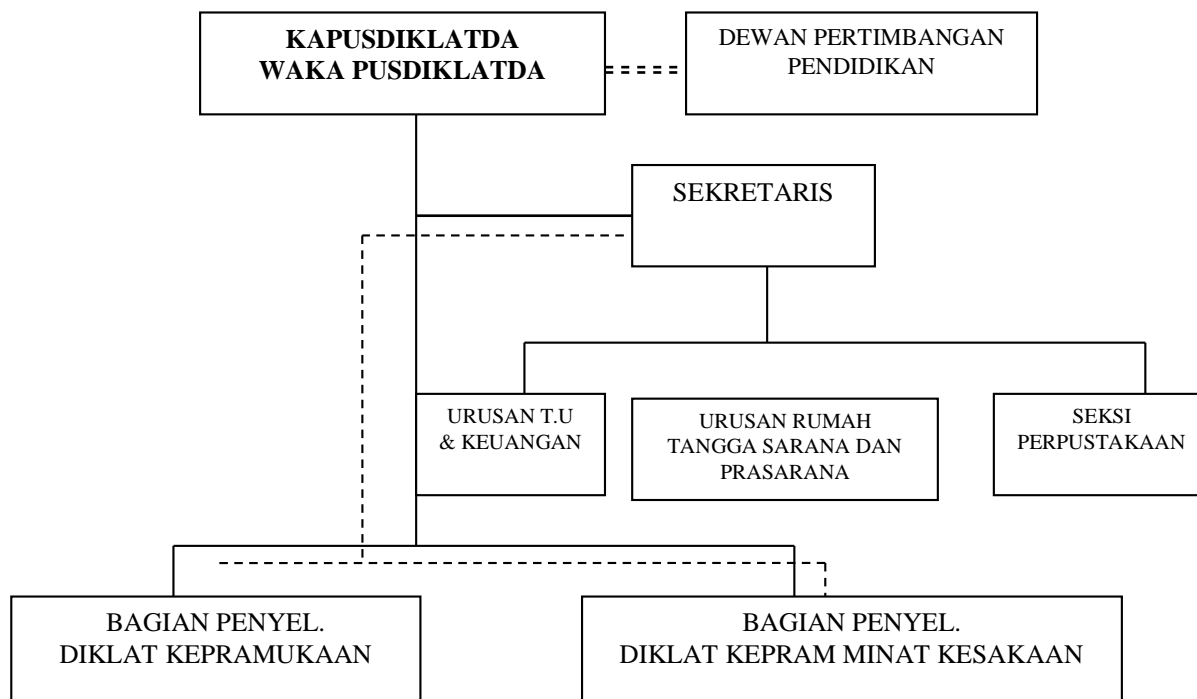 KAPUSDIKLATDA
WAKA PUSDIKLATDA
DEWAN PERTIMBANGAN
PENDIDIKAN
SEKRETARIS
URUSAN T.U
& KEUANGAN
URUSAN RUMAH
TANGGA SARANA DAN
PRASARANA
SEKSI
PERPUSTAKAAN
BAGIAN PENYEL.
DIKLAT KEPRAMUKAAN
BAGIAN PENYEL.
DIKLAT KEPRAM MINAT KESAKAAN